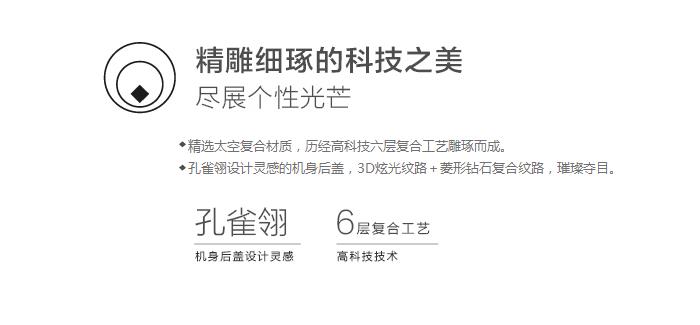 精雕细琢的科技之美
尽展个性光芒
◆精选太空复合材质，历经高科技六层复合工艺雕琢而成。
◆孔雀翎设计灵感的机身后盖，3D炫光纹路+菱形钻石复合纹路，璀璨夺目。
孔雀翎 6层复合工艺
机身后盖设计灵感 高科技技术